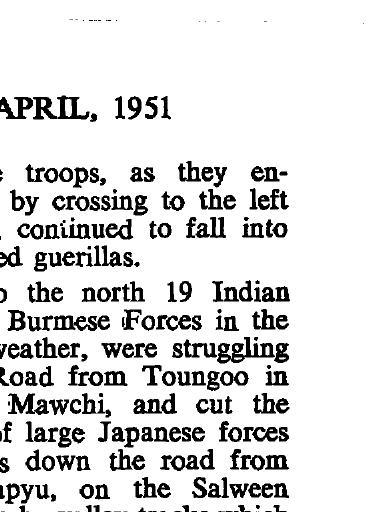 APRIL, 1951
troops, as they en-
by crossing to the left
continued to fall into
guerillas.
the north 19 Indian
Burmese Forces in the
weather, were struggling
Road from Toungoo in
Mawchi, and cut the
of large Japanese forces
down the road from
on the Salween